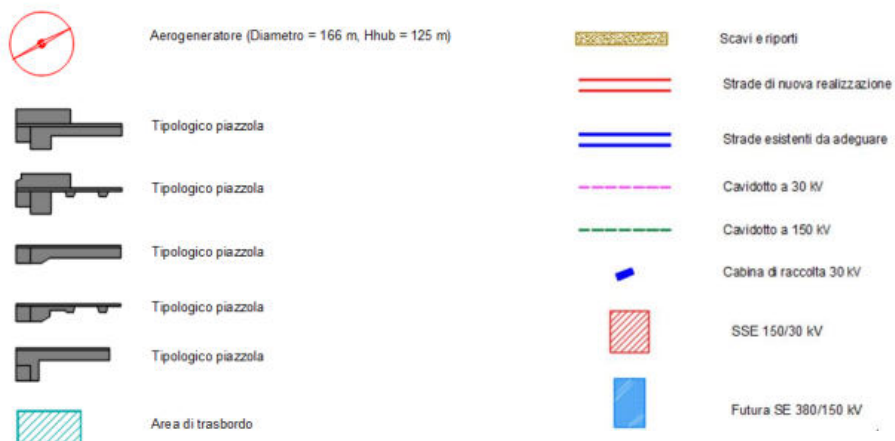 Aerogeneratore (Diametro = 166 m, Hhub = 125 m)
Tipologico piazzola
Tipologico piazzola
Tipologico piazzola
Tipologico piazzola
Tipologico piazzola
Area di trasbordo
Scavi e riporti
Strade di nuova realizzazione
Strade esistenti da adeguare
Cavidotto a 30 kV
Cavidotto a 150 kV
Cabina di raccolta 30 kV
SSE 150/30 kV
Futura SE 380/150 kV